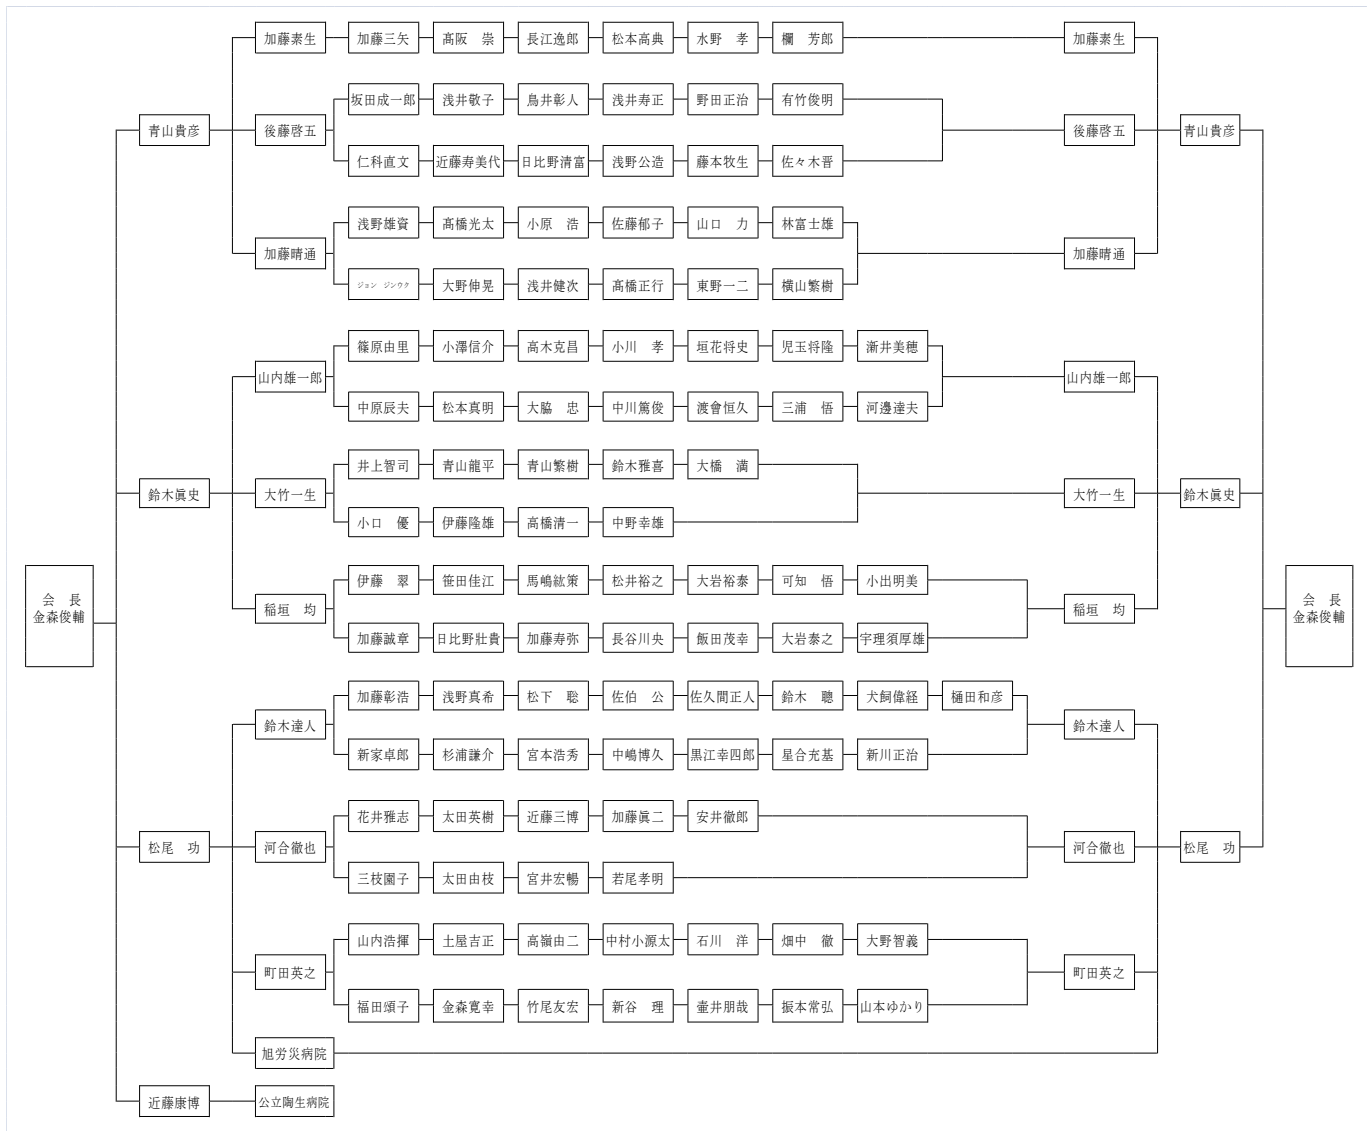 加藤素生 加藤三矢 髙阪　崇 長江逸郎 松本高典 水野　孝 欄　芳郎 加藤素生
坂田成一郎 浅井敬子 鳥井彰人 浅井寿正 野田正治 有竹俊明
青山貴彦 後藤啓五 後藤啓五 青山貴彦
仁科直文 近藤寿美代 日比野清富 浅野公造 藤本牧生 佐々木晋
浅野雄資 髙橋光太 小原　浩 佐藤郁子 山口　力 林富士雄
加藤晴通 加藤晴通
ジョン　ジンウク 大野伸晃 浅井健次 髙橋正行 東野一二 横山繁樹
篠原由里 小澤信介 高木克昌 小川　孝 垣花将史 児玉将隆 漸井美穂
山内雄一郎 山内雄一郎
中原辰夫 松本真明 大脇　忠 中川篤俊 渡會恒久 三浦　悟 河邊達夫
井上智司 青山龍平 青山繁樹 鈴木雅喜 大橋　満
鈴木眞史 大竹一生 大竹一生 鈴木眞史
小口　優 伊藤隆雄 高橋清一 中野幸雄
伊藤　翠 笹田佳江 馬嶋紘策 松井裕之 大岩裕泰 可知　悟 小出明美
会　長 会　長
金森俊輔 稲垣　均 稲垣　均 金森俊輔
加藤誠章 日比野壯貴 加藤寿弥 長谷川央 飯田茂幸 大岩泰之 宇理須厚雄
加藤彰浩 浅野真希 松下　聡 佐伯　公 佐久間正人 鈴木　聰 犬飼偉経 樋田和彦
鈴木達人 鈴木達人
新家卓郎 杉浦謙介 宮本浩秀 中嶋博久 黒江幸四郎 星合充基 新川正治
花井雅志 太田英樹 近藤三博 加藤眞二 安井徹郎
松尾　功 河合徹也 河合徹也 松尾　功
三枝園子 太田由枝 宮井宏暢 若尾孝明
山内浩揮 土屋吉正 高嶺由二 中村小源太 石川　洋 畑中　徹 大野智義
町田英之 町田英之
福田頌子 金森寛幸 竹尾友宏 新谷　理 壷井朋哉 振本常弘 山本ゆかり
旭労災病院
近藤康博 公立陶生病院